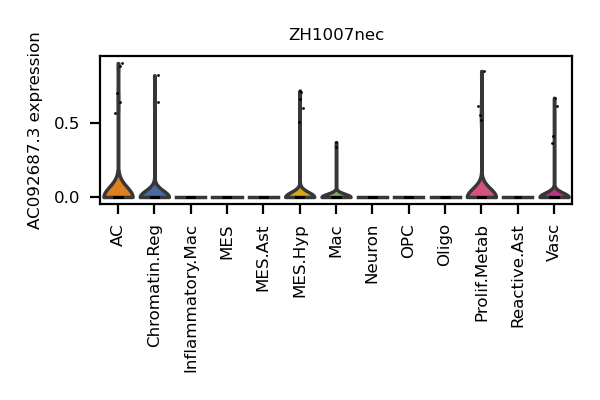 ZH1007nec
AC092687.3 expression
0.5
0.0
AC
Chromatin.Reg
Inflammatory.Mac
MES
MES.Ast
MES.Hyp
Mac
Neuron
OPC
Oligo
Prolif.Metab
Reactive.Ast
Vasc